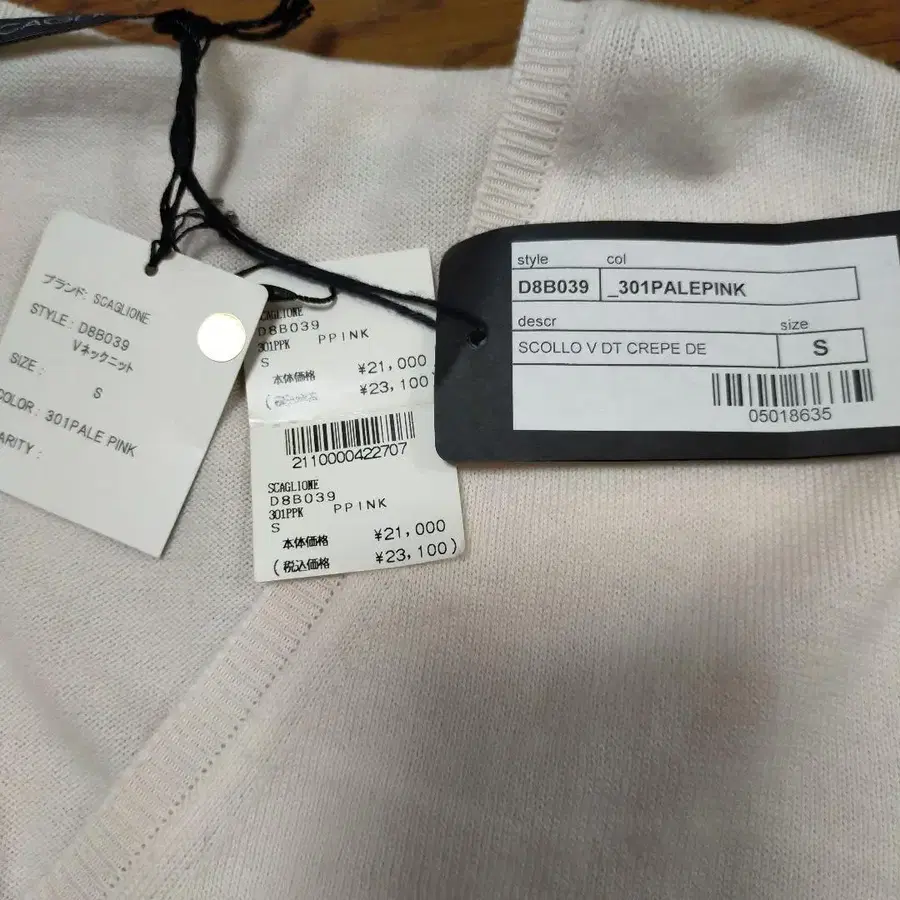 ブランド: SCAGLIONE
STYLE: D8B039
Vネックニット
SIZE:
S
COLOR: 301PALE PINK
ARITY:
SCAGLIONE
D8B039
301PPK PPINK
S
本体価格 ¥21,000
¥23,100)
2110000422707
SCAGLIONE
D8B039
301PPK PPINK
S
本体価格 ¥21,000
(税込価格 ¥23,100)
style col
D8B039 _301PALEPINK
descr size
SCOLLO V DT CREPE DE S
05018635